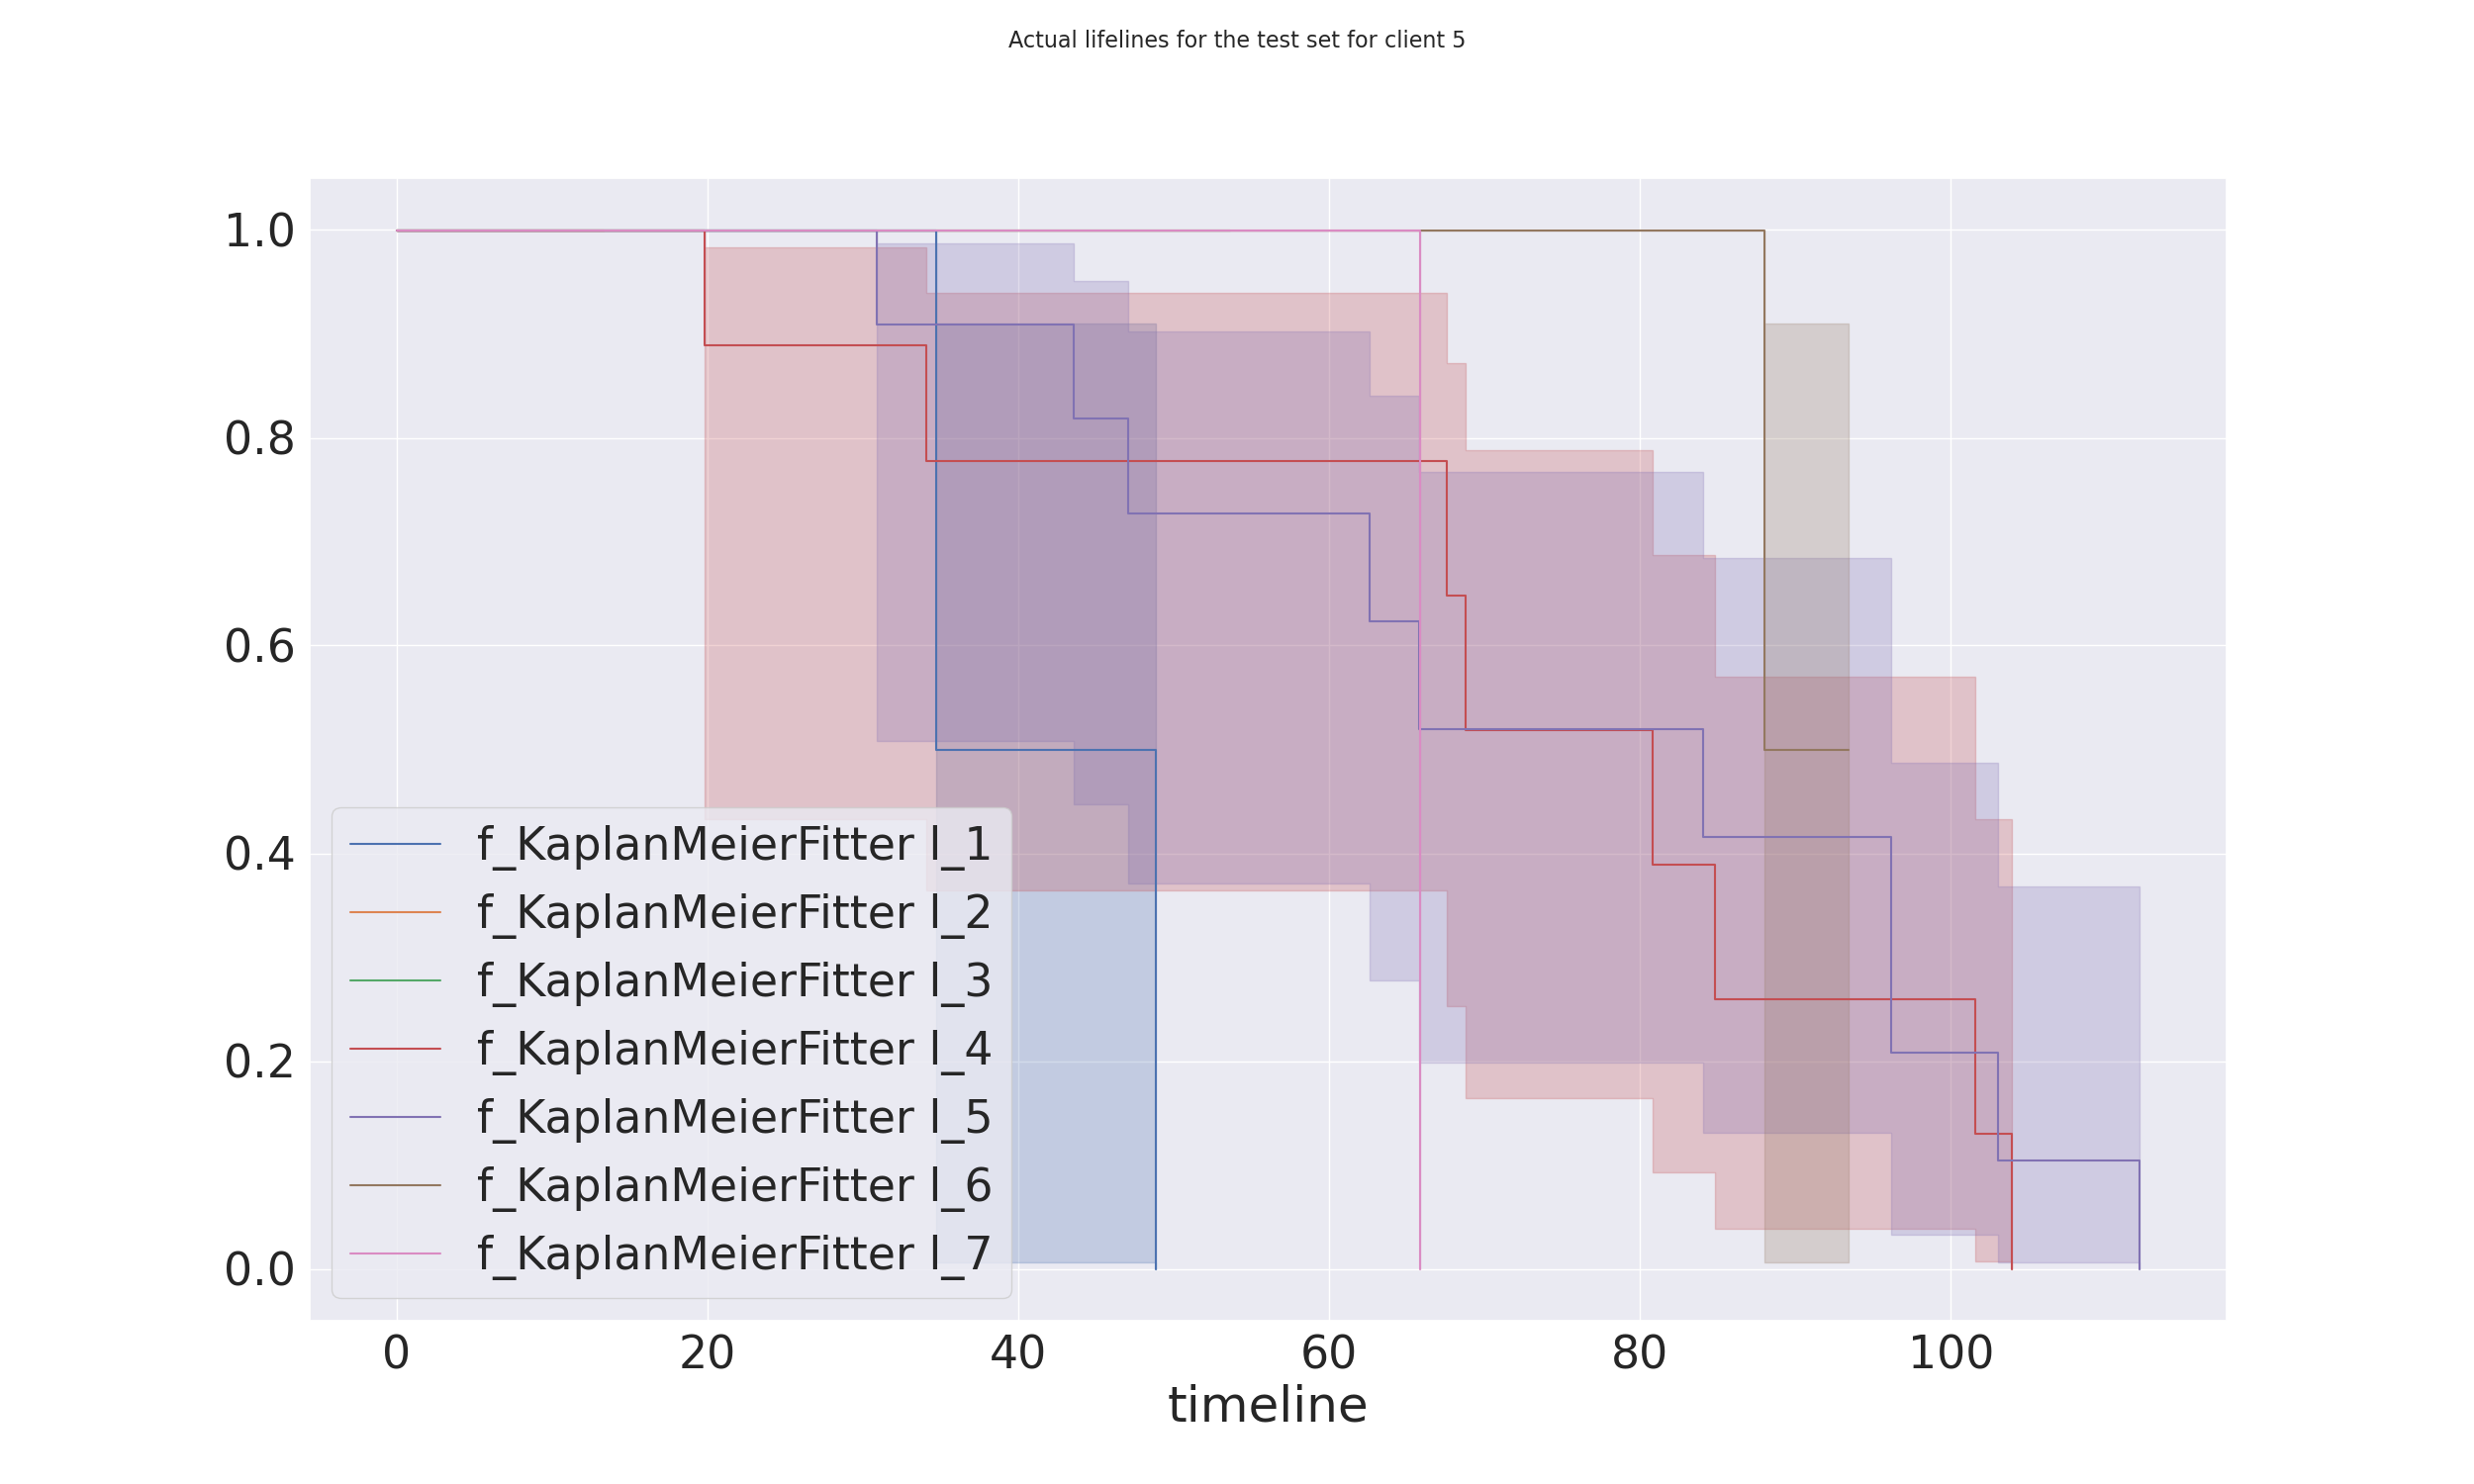 Actual lifelines for the test set for client 5
1.0
0.8
0.6
0.4
0.2
0.0
f_KaplanMeierFitter l_1
f_KaplanMeierFitter l_2
f_KaplanMeierFitter l_3
f_KaplanMeierFitter l_4
f_KaplanMeierFitter l_5
f_KaplanMeierFitter l_6
f_KaplanMeierFitter l_7
0 20 40 60 80 100
timeline